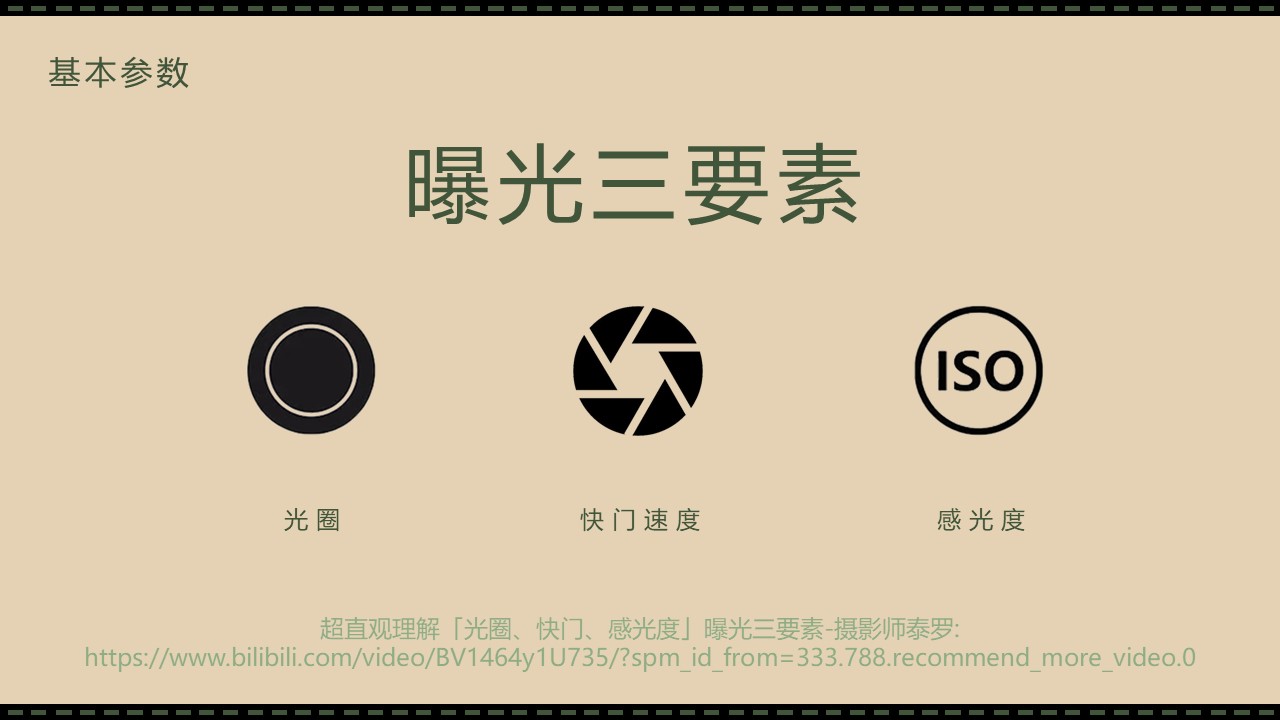 基本参数
曝光三要素
ISO
光圈
快门速度
感光度
超直观理解「光圈、快门、感光度」曝光三要素-摄影师泰罗:
https://www.bilibili.com/video/BV1464y1U735/?spm_id_from=333.788.recommend_more_video.0